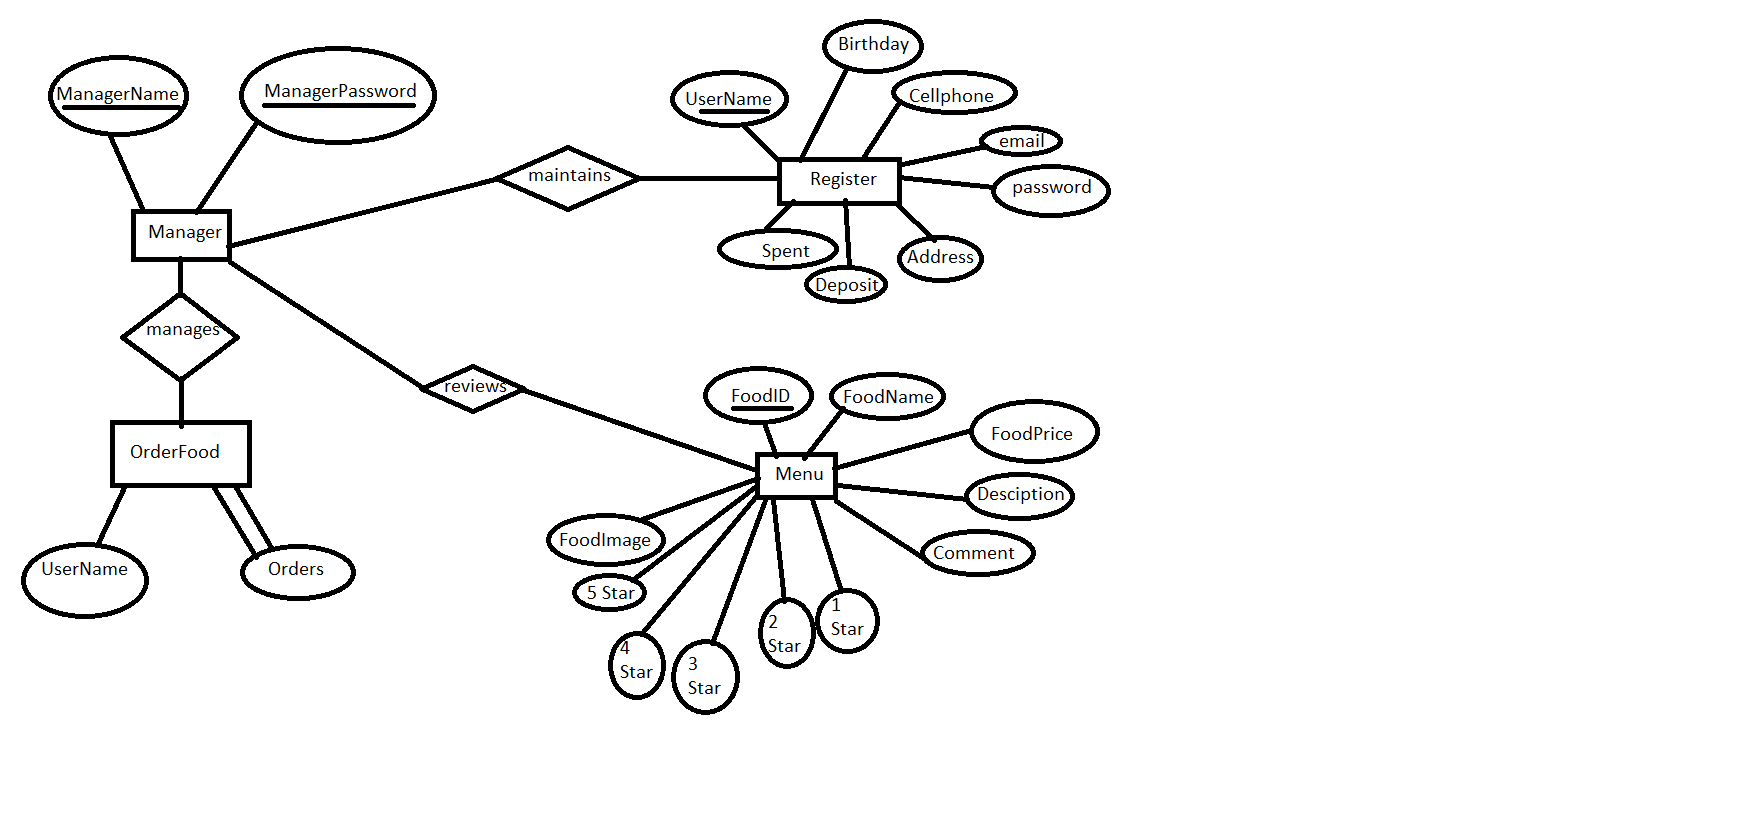 Birthday
ManagerName
ManagerPassword
UserName
Cellphone
email
maintains
Register
password
Manager
Spent
Address
Deposit
manages
reviews
FoodID
FoodName
FoodPrice
OrderFood
Menu
Desciption
FoodImage
Comment
UserName
Orders
5 Star
1
Star
2
Star
4
Star
3
Star